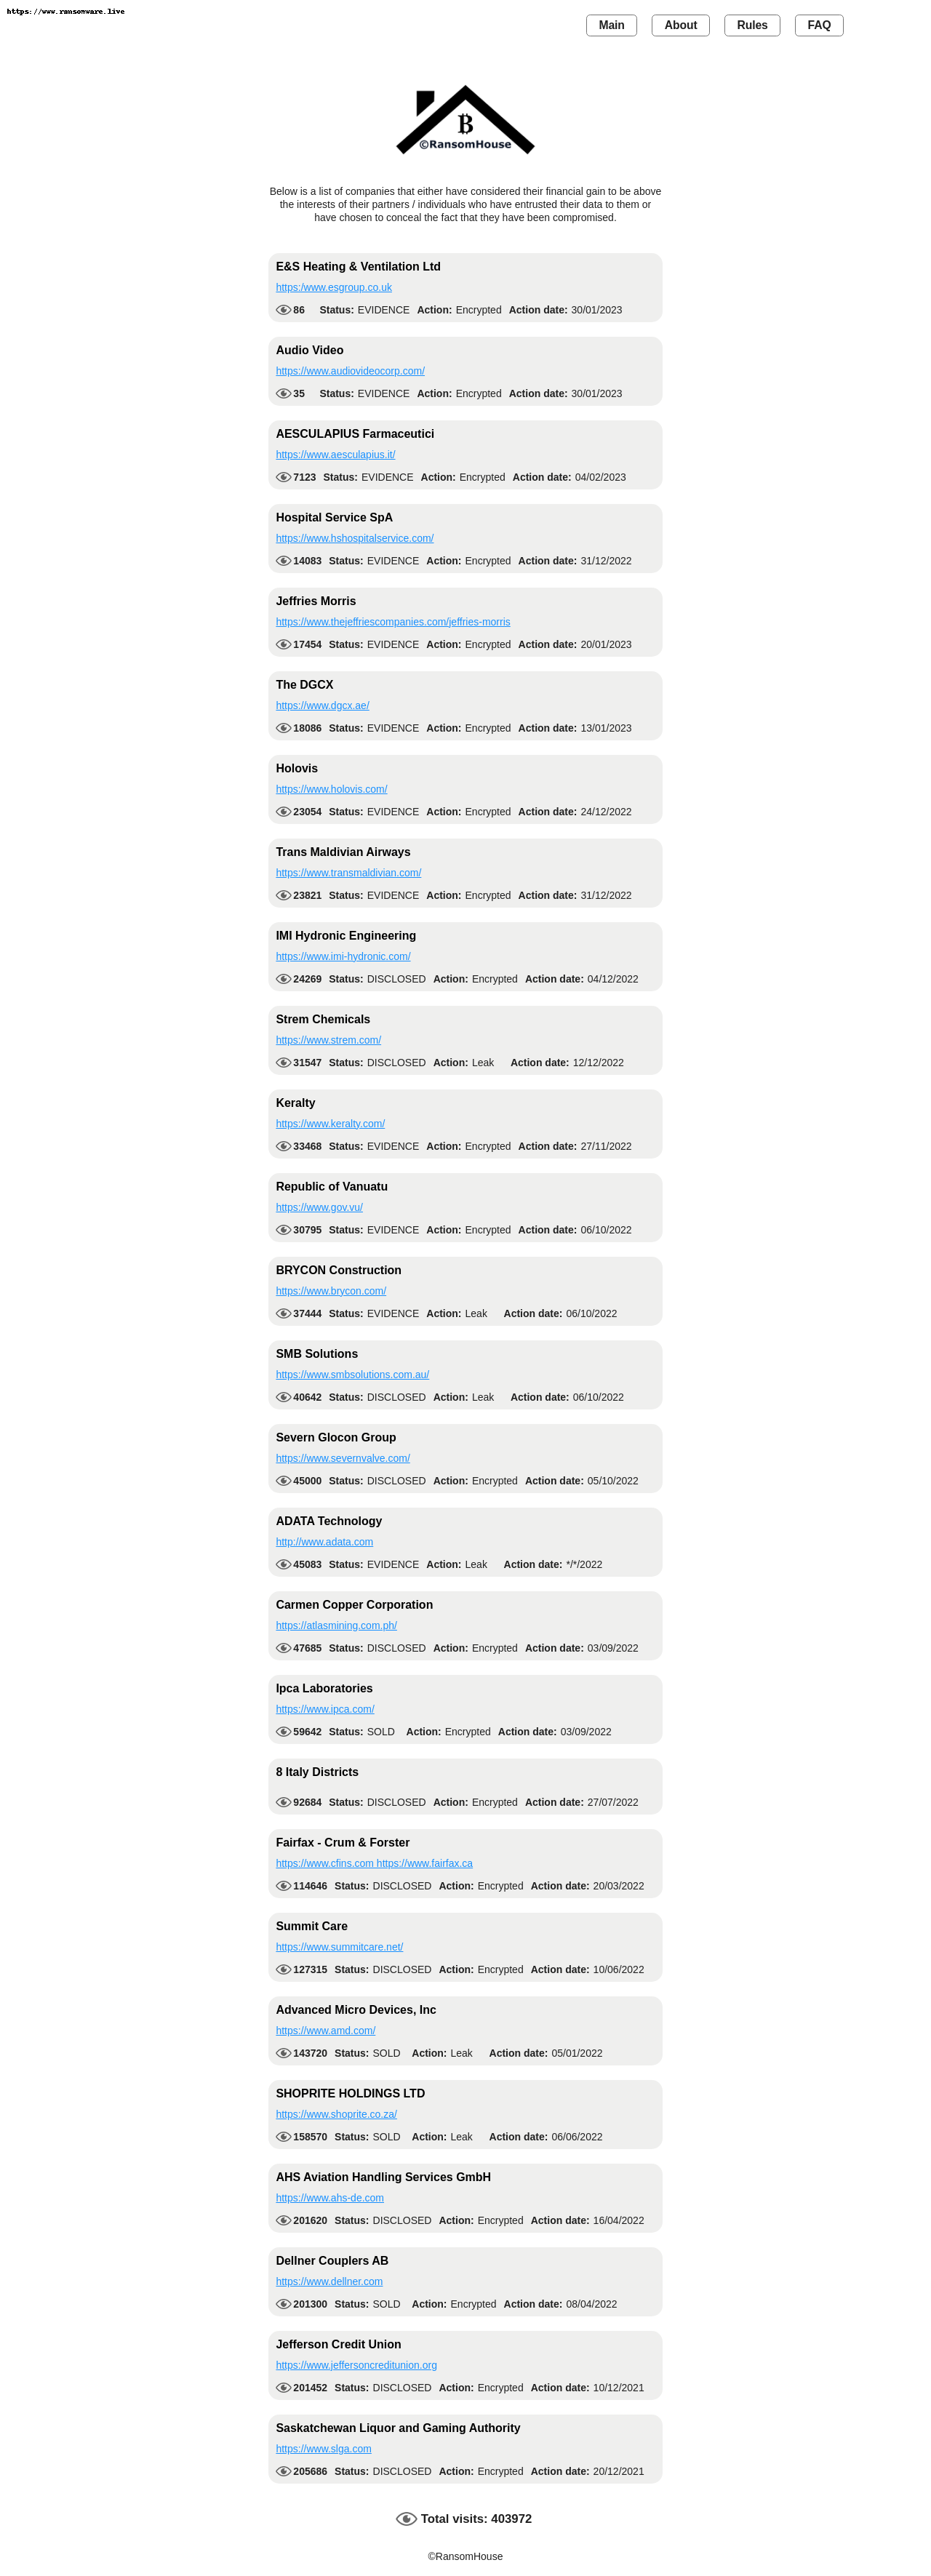 https://www.ransomware.live
Main About Rules FAQ
₿
©RansomHouse
Below is a list of companies that either have considered their financial gain to be above
the interests of their partners / individuals who have entrusted their data to them or
have chosen to conceal the fact that they have been compromised.
E&S Heating & Ventilation Ltd
https:/www.esgroup.co.uk
86 Status: EVIDENCE Action: Encrypted Action date: 30/01/2023
Audio Video
https://www.audiovideocorp.com/
35 Status: EVIDENCE Action: Encrypted Action date: 30/01/2023
AESCULAPIUS Farmaceutici
https://www.aesculapius.it/
7123 Status: EVIDENCE Action: Encrypted Action date: 04/02/2023
Hospital Service SpA
https://www.hshospitalservice.com/
14083 Status: EVIDENCE Action: Encrypted Action date: 31/12/2022
Jeffries Morris
https://www.thejeffriescompanies.com/jeffries-morris
17454 Status: EVIDENCE Action: Encrypted Action date: 20/01/2023
The DGCX
https://www.dgcx.ae/
18086 Status: EVIDENCE Action: Encrypted Action date: 13/01/2023
Holovis
https://www.holovis.com/
23054 Status: EVIDENCE Action: Encrypted Action date: 24/12/2022
Trans Maldivian Airways
https://www.transmaldivian.com/
23821 Status: EVIDENCE Action: Encrypted Action date: 31/12/2022
IMI Hydronic Engineering
https://www.imi-hydronic.com/
24269 Status: DISCLOSED Action: Encrypted Action date: 04/12/2022
Strem Chemicals
https://www.strem.com/
31547 Status: DISCLOSED Action: Leak Action date: 12/12/2022
Keralty
https://www.keralty.com/
33468 Status: EVIDENCE Action: Encrypted Action date: 27/11/2022
Republic of Vanuatu
https://www.gov.vu/
30795 Status: EVIDENCE Action: Encrypted Action date: 06/10/2022
BRYCON Construction
https://www.brycon.com/
37444 Status: EVIDENCE Action: Leak Action date: 06/10/2022
SMB Solutions
https://www.smbsolutions.com.au/
40642 Status: DISCLOSED Action: Leak Action date: 06/10/2022
Severn Glocon Group
https://www.severnvalve.com/
45000 Status: DISCLOSED Action: Encrypted Action date: 05/10/2022
ADATA Technology
http://www.adata.com
45083 Status: EVIDENCE Action: Leak Action date: */*/2022
Carmen Copper Corporation
https://atlasmining.com.ph/
47685 Status: DISCLOSED Action: Encrypted Action date: 03/09/2022
Ipca Laboratories
https://www.ipca.com/
59642 Status: SOLD Action: Encrypted Action date: 03/09/2022
8 Italy Districts
92684 Status: DISCLOSED Action: Encrypted Action date: 27/07/2022
Fairfax - Crum & Forster
https://www.cfins.com https://www.fairfax.ca
114646 Status: DISCLOSED Action: Encrypted Action date: 20/03/2022
Summit Care
https://www.summitcare.net/
127315 Status: DISCLOSED Action: Encrypted Action date: 10/06/2022
Advanced Micro Devices, Inc
https://www.amd.com/
143720 Status: SOLD Action: Leak Action date: 05/01/2022
SHOPRITE HOLDINGS LTD
https://www.shoprite.co.za/
158570 Status: SOLD Action: Leak Action date: 06/06/2022
AHS Aviation Handling Services GmbH
https://www.ahs-de.com
201620 Status: DISCLOSED Action: Encrypted Action date: 16/04/2022
Dellner Couplers AB
https://www.dellner.com
201300 Status: SOLD Action: Encrypted Action date: 08/04/2022
Jefferson Credit Union
https://www.jeffersoncreditunion.org
201452 Status: DISCLOSED Action: Encrypted Action date: 10/12/2021
Saskatchewan Liquor and Gaming Authority
https://www.slga.com
205686 Status: DISCLOSED Action: Encrypted Action date: 20/12/2021
Total visits: 403972
©RansomHouse